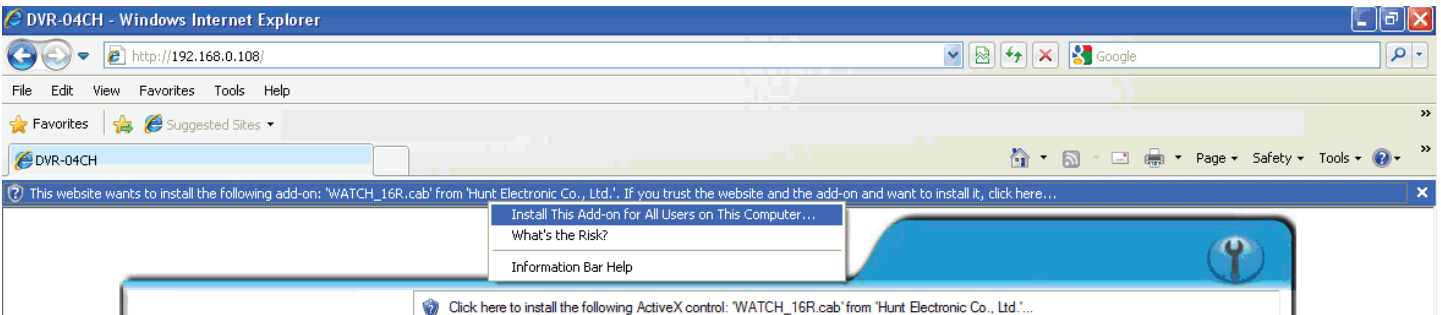 DVR-04CH - Windows Internet Explorer
http://192.168.0.108/ Google
File Edit View Favorites Tools Help
Favorites Suggested Sites »
DVR-04CH Page Safety Tools »
This website wants to install the following add-on: 'WATCH_16R.cab' from 'Hunt Electronic Co., Ltd.'. If you trust the website and the add-on and want to install it, click here...
Install This Add-on for All Users on This Computer...
What's the Risk?
Information Bar Help
Click here to install the following ActiveX control: 'WATCH_16R.cab' from 'Hunt Electronic Co., Ltd.'...